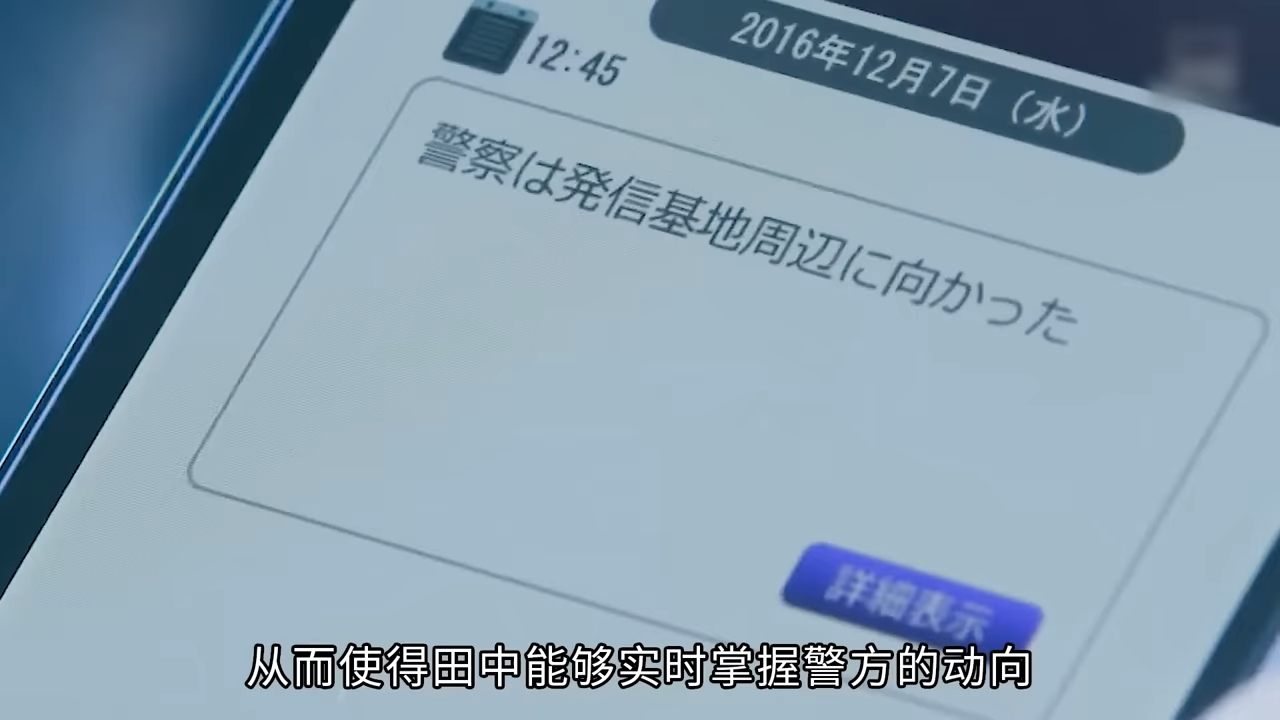 2016年12月7日（水）
12:45
警察は発信基地周辺に向かった
詳細表示
从而使得田中能够实时掌握警方的动向